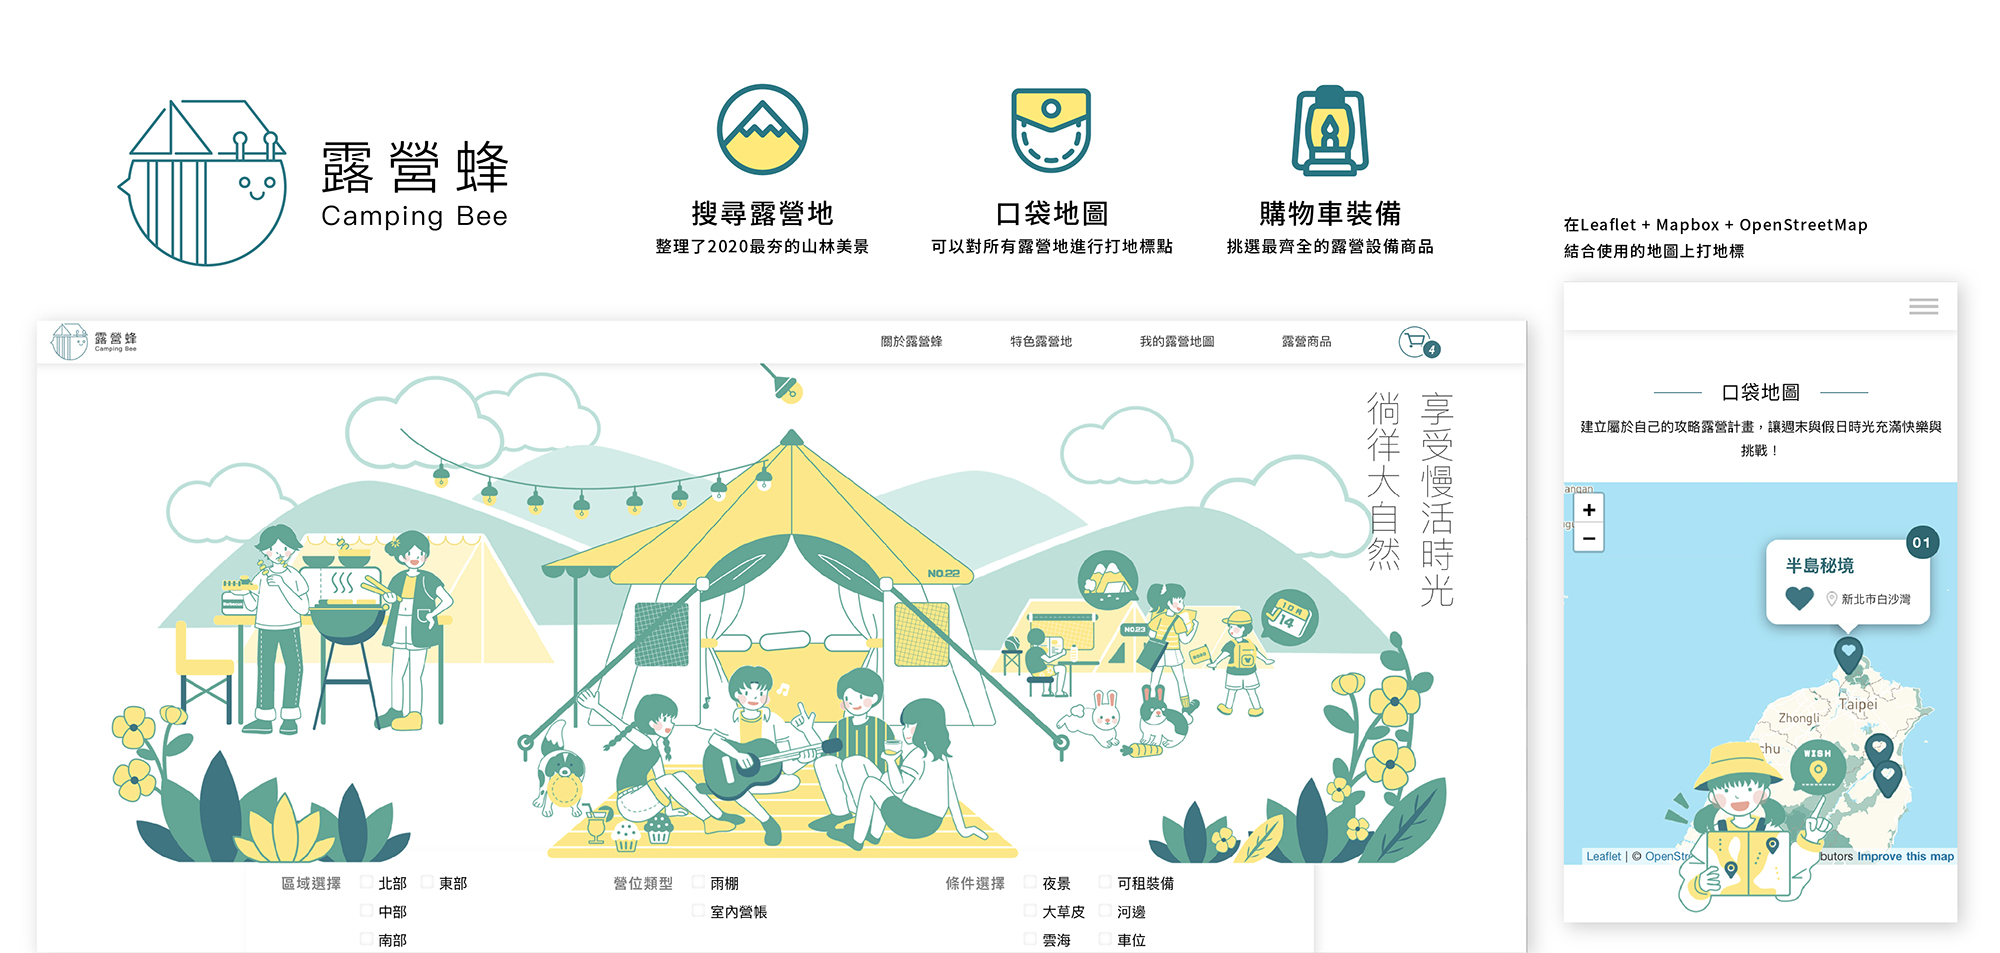 露營蜂
Camping Bee
搜尋露營地
整理了2020最夯的山林美景
口袋地圖
可以對所有露營地進行打地標點
購物車裝備
挑選最齊全的露營設備商品
在Leaflet + Mapbox + OpenStreetMap
結合使用的地圖上打地標
露營蜂
Camping Bee
關於露營蜂
特色露營地
我的露營地圖
露營商品
4
享受慢活時光
徜徉大自然
NO.22
NO.23
10月
14
區域選擇
北部
東部
中部
南部
營位類型
雨棚
室內營帳
條件選擇
夜景
可租裝備
大草皮
河邊
雲海
車位
口袋地圖
建立屬於自己的攻略露營計畫，讓週末與假日時光充滿快樂與
挑戰！
angan
+
−
01
半島秘境
新北市白沙灣
Taipei
Zhongli
chu
WISH
Leaflet | © OpenStr
butors Improve this map